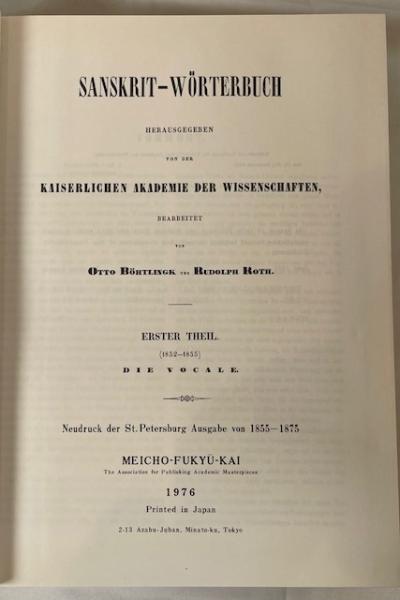 SANSKRIT-WÖRTERBUCH
HERAUSGEGEBEN
VON DER
KAISERLICHEN AKADEMIE DER WISSENSCHAFTEN,
BEARBEITET
VON
OTTO BÖHTLINGK UND RUDOLPH ROTH.
ERSTER THEIL.
(1852-1855)
DIE VOCALE.
Neudruck der St. Petersburg Ausgabe von 1855-1875
MEICHO-FUKYŪ-KAI
The Association for Publishing Academic Masterpieces
1976
Printed in Japan
2-13 Azabu-Juban, Minato-ku, Tokyo